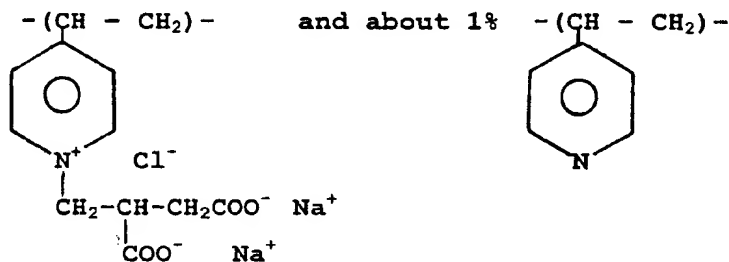 -(CH - CH₂)- and about 1% -(CH - CH₂)-
N⁺ Cl⁻ N
CH₂-CH-CH₂COO⁻ Na⁺
COO⁻ Na⁺